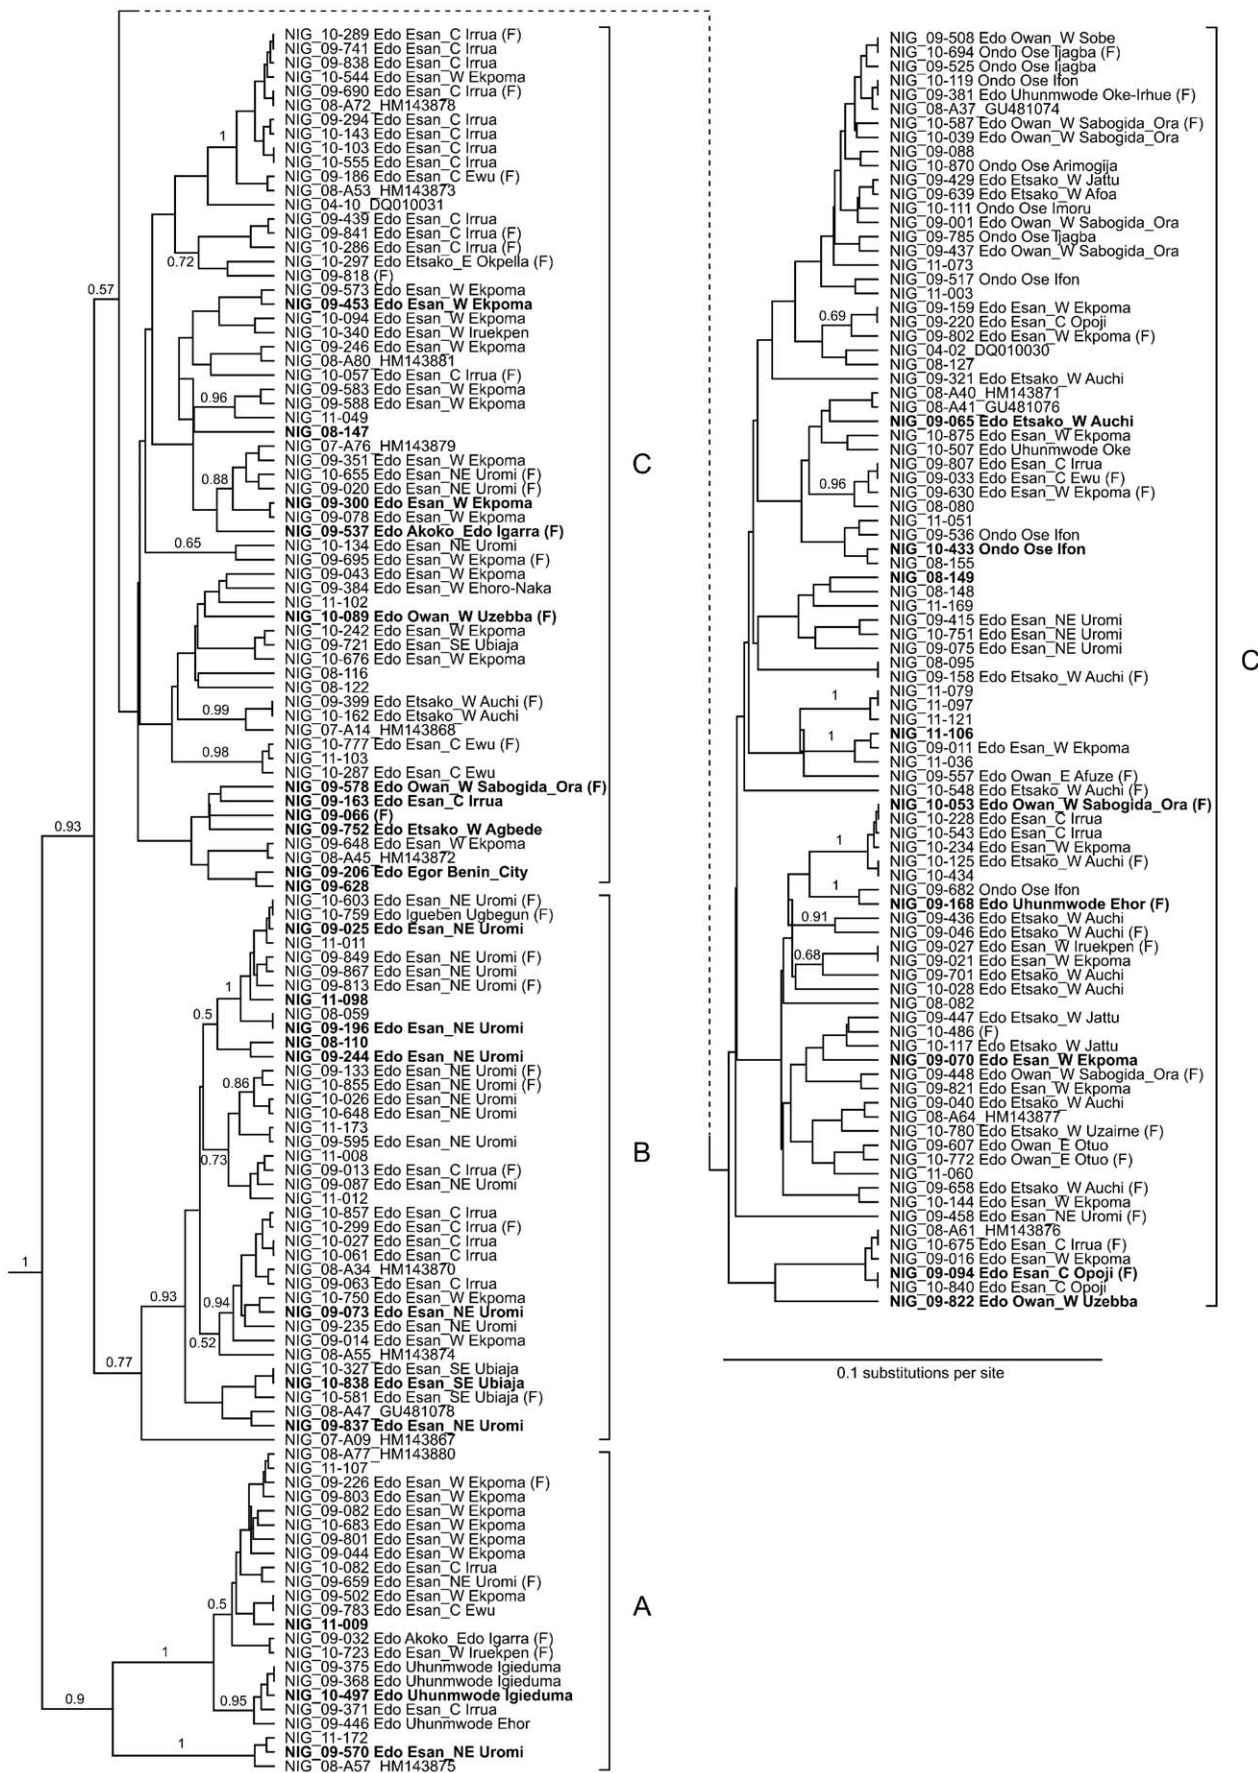 NIG_10-289 Edo Esan_C Irrua (F)
NIG_09-741 Edo Esan_C Irrua
NIG_09-838 Edo Esan_C Irrua
NIG_10-544 Edo Esan_W Ekpoma
NIG_09-690 Edo Esan_C Irrua (F)
NIG_08-A72_HM143878
NIG_09-294 Edo Esan_C Irrua
NIG_10-143 Edo Esan_C Irrua
1
NIG_10-103 Edo Esan_C Irrua
NIG_10-555 Edo Esan_C Irrua
NIG_09-186 Edo Esan_C Ewu (F)
NIG_08-A53_HM143873
NIG_04-10_DQ010031
NIG_09-439 Edo Esan_C Irrua
NIG_09-841 Edo Esan_C Irrua (F)
NIG_10-286 Edo Esan_C Irrua (F)
0.72
NIG_10-297 Edo Etsako_E Okpella (F)
NIG_09-818 (F)
0.57
NIG_09-573 Edo Esan_W Ekpoma
NIG_09-453 Edo Esan_W Ekpoma
NIG_10-094 Edo Esan_W Ekpoma
NIG_10-340 Edo Esan_W Iruekpen
NIG_09-246 Edo Esan_W Ekpoma
NIG_08-A80_HM143881
NIG_10-057 Edo Esan_C Irrua (F)
NIG_09-583 Edo Esan_W Ekpoma
0.96
NIG_09-588 Edo Esan_W Ekpoma
NIG_11-049
NIG_08-147
NIG_07-A76_HM143879
NIG_09-351 Edo Esan_W Ekpoma
C
NIG_10-655 Edo Esan_NE Uromi (F)
0.88
NIG_09-020 Edo Esan_NE Uromi (F)
NIG_09-300 Edo Esan_W Ekpoma
NIG_09-078 Edo Esan_W Ekpoma
NIG_09-537 Edo Akoko_Edo Igarra (F)
0.65
NIG_10-134 Edo Esan_NE Uromi
NIG_09-695 Edo Esan_W Ekpoma (F)
NIG_09-043 Edo Esan_W Ekpoma
NIG_09-384 Edo Esan_W Ehoro-Naka
NIG_11-102
NIG_10-089 Edo Owan_W Uzebba (F)
NIG_10-242 Edo Esan_W Ekpoma
NIG_09-721 Edo Esan_SE Ubiaja
NIG_10-676 Edo Esan_W Ekpoma
NIG_08-116
NIG_08-122
NIG_09-399 Edo Etsako_W Auchi (F)
0.99
NIG_10-162 Edo Etsako_W Auchi
NIG_07-A14_HM143868
NIG_10-777 Edo Esan_C Ewu (F)
0.98
NIG_11-103
NIG_10-287 Edo Esan_C Ewu
NIG_09-578 Edo Owan_W Sabogida_Ora (F)
NIG_09-163 Edo Esan_C Irrua
NIG_09-066 (F)
0.93
NIG_09-752 Edo Etsako_W Agbede
NIG_09-648 Edo Esan_W Ekpoma
NIG_08-A45_HM143872
NIG_09-206 Edo Egor Benin_City
NIG_09-628
NIG_10-603 Edo Esan_NE Uromi (F)
NIG_10-759 Edo Igueben Ugbegun (F)
NIG_09-025 Edo Esan_NE Uromi
NIG_11-011
NIG_09-849 Edo Esan_NE Uromi (F)
NIG_09-867 Edo Esan_NE Uromi
1
NIG_09-813 Edo Esan_NE Uromi (F)
NIG_11-098
0.5
NIG_08-059
NIG_09-196 Edo Esan_NE Uromi
NIG_08-110
NIG_09-244 Edo Esan_NE Uromi
NIG_09-133 Edo Esan_NE Uromi (F)
0.86
NIG_10-855 Edo Esan_NE Uromi (F)
NIG_10-026 Edo Esan_NE Uromi
NIG_10-648 Edo Esan_NE Uromi
NIG_11-173
NIG_09-595 Edo Esan_NE Uromi
B
0.73
NIG_11-008
NIG_09-013 Edo Esan_C Irrua (F)
NIG_09-087 Edo Esan_NE Uromi
NIG_11-012
NIG_10-857 Edo Esan_C Irrua
NIG_10-299 Edo Esan_C Irrua (F)
NIG_10-027 Edo Esan_C Irrua
NIG_10-061 Edo Esan_C Irrua
1
NIG_08-A34_HM143870
NIG_09-063 Edo Esan_C Irrua
0.93
0.94
NIG_10-750 Edo Esan_W Ekpoma
NIG_09-073 Edo Esan_NE Uromi
NIG_09-235 Edo Esan_NE Uromi
0.52
NIG_09-014 Edo Esan_W Ekpoma
NIG_08-A55_HM143874
0.77
NIG_10-327 Edo Esan_SE Ubiaja
NIG_10-838 Edo Esan_SE Ubiaja
NIG_10-581 Edo Esan_SE Ubiaja (F)
NIG_08-A47_GU481078
NIG_09-837 Edo Esan_NE Uromi
NIG_07-A09_HM143867
NIG_08-A77_HM143880
NIG_11-107
NIG_09-226 Edo Esan_W Ekpoma (F)
NIG_09-803 Edo Esan_W Ekpoma
NIG_09-082 Edo Esan_W Ekpoma
NIG_10-683 Edo Esan_W Ekpoma
NIG_09-801 Edo Esan_W Ekpoma
NIG_09-044 Edo Esan_W Ekpoma
NIG_10-082 Edo Esan_C Irrua
NIG_09-659 Edo Esan_NE Uromi (F)
NIG_09-502 Edo Esan_W Ekpoma
0.5
NIG_09-783 Edo Esan_C Ewu
A
NIG_11-009
NIG_09-032 Edo Akoko_Edo Igarra (F)
1
NIG_10-723 Edo Esan_W Iruekpen (F)
NIG_09-375 Edo Uhunmwode Igieduma
NIG_09-368 Edo Uhunmwode Igieduma
0.9
0.95
NIG_10-497 Edo Uhunmwode Igieduma
NIG_09-371 Edo Esan_C Irrua
NIG_09-446 Edo Uhunmwode Ehor
NIG_11-172
1
NIG_09-570 Edo Esan_NE Uromi
NIG_08-A57_HM143875
NIG_09-508 Edo Owan_W Sobe
NIG_10-694 Ondo Ose Ijagba (F)
NIG_09-525 Ondo Ose Ijagba
NIG_10-119 Ondo Ose Ifon
NIG_09-381 Edo Uhunmwode Oke-Irhue (F)
NIG_08-A37_GU481074
NIG_10-587 Edo Owan_W Sabogida_Ora (F)
NIG_10-039 Edo Owan_W Sabogida_Ora
NIG_09-088
NIG_10-870 Ondo Ose Arimogija
NIG_09-429 Edo Etsako_W Jattu
NIG_09-639 Edo Etsako_W Afoa
NIG_10-111 Ondo Ose Imoru
NIG_09-001 Edo Owan_W Sabogida_Ora
NIG_09-785 Ondo Ose Ijagba
NIG_09-437 Edo Owan_W Sabogida_Ora
NIG_11-073
NIG_09-517 Ondo Ose Ifon
NIG_11-003
NIG_09-159 Edo Esan_W Ekpoma
0.69
NIG_09-220 Edo Esan_C Opoji
NIG_09-802 Edo Esan_W Ekpoma (F)
NIG_04-02_DQ010030
NIG_08-127
NIG_09-321 Edo Etsako_W Auchi
NIG_08-A40_HM143871
NIG_08-A41_GU481076
NIG_09-065 Edo Etsako_W Auchi
NIG_10-875 Edo Esan_W Ekpoma
NIG_10-507 Edo Uhunmwode Oke
NIG_09-807 Edo Esan_C Irrua
0.96
NIG_09-033 Edo Esan_C Ewu (F)
NIG_09-630 Edo Esan_W Ekpoma (F)
NIG_08-080
NIG_11-051
NIG_09-536 Ondo Ose Ifon
NIG_10-433 Ondo Ose Ifon
NIG_08-155
NIG_08-149
NIG_08-148
NIG_11-169
NIG_09-415 Edo Esan_NE Uromi
NIG_10-751 Edo Esan_NE Uromi
NIG_09-075 Edo Esan_NE Uromi
C
NIG_08-095
NIG_09-158 Edo Etsako_W Auchi (F)
1
NIG_11-079
NIG_11-097
NIG_11-121
1
NIG_11-106
NIG_09-011 Edo Esan_W Ekpoma
NIG_11-036
NIG_09-557 Edo Owan_E Afuze (F)
NIG_10-548 Edo Etsako_W Auchi (F)
NIG_10-053 Edo Owan_W Sabogida_Ora (F)
NIG_10-228 Edo Esan_C Irrua
NIG_10-543 Edo Esan_C Irrua
1
NIG_10-234 Edo Esan_W Ekpoma
NIG_10-125 Edo Etsako_W Auchi (F)
NIG_10-434
1
NIG_09-682 Ondo Ose Ifon
NIG_09-168 Edo Uhunmwode Ehor (F)
0.91
NIG_09-436 Edo Etsako_W Auchi
NIG_09-046 Edo Etsako_W Auchi (F)
NIG_09-027 Edo Esan_W Iruekpen (F)
0.68
NIG_09-021 Edo Esan_W Ekpoma
NIG_09-701 Edo Etsako_W Auchi
NIG_10-028 Edo Etsako_W Auchi
NIG_08-082
NIG_09-447 Edo Etsako_W Jattu
NIG_10-486 (F)
NIG_10-117 Edo Etsako_W Jattu
NIG_09-070 Edo Esan_W Ekpoma
NIG_09-448 Edo Owan_W Sabogida_Ora (F)
NIG_09-821 Edo Esan_W Ekpoma
NIG_09-040 Edo Etsako_W Auchi
NIG_08-A64_HM143877
NIG_10-780 Edo Etsako_W Uzairne (F)
NIG_09-607 Edo Owan_E Otuo
NIG_10-772 Edo Owan_E Otuo (F)
NIG_11-060
NIG_09-658 Edo Etsako_W Auchi (F)
NIG_10-144 Edo Esan_W Ekpoma
NIG_09-458 Edo Esan_NE Uromi (F)
NIG_08-A61_HM143876
NIG_10-675 Edo Esan_C Irrua (F)
NIG_09-016 Edo Esan_W Ekpoma
NIG_09-094 Edo Esan_C Opoji (F)
NIG_10-840 Edo Esan_C Opoji
NIG_09-822 Edo Owan_W Uzebba
0.1 substitutions per site